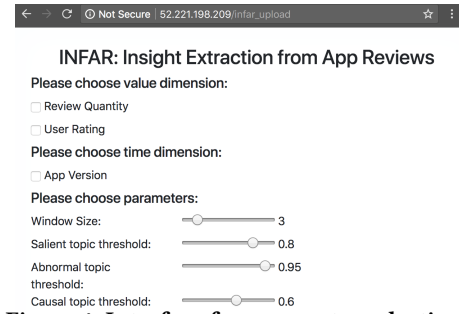 Not Secure 52.221.198.209/infar_upload
INFAR: Insight Extraction from App Reviews
Please choose value dimension:
Review Quantity
User Rating
Please choose time dimension:
App Version
Please choose parameters:
Window Size: 3
Salient topic threshold: 0.8
Abnormal topic 0.95
threshold:
Causal topic threshold: 0.6